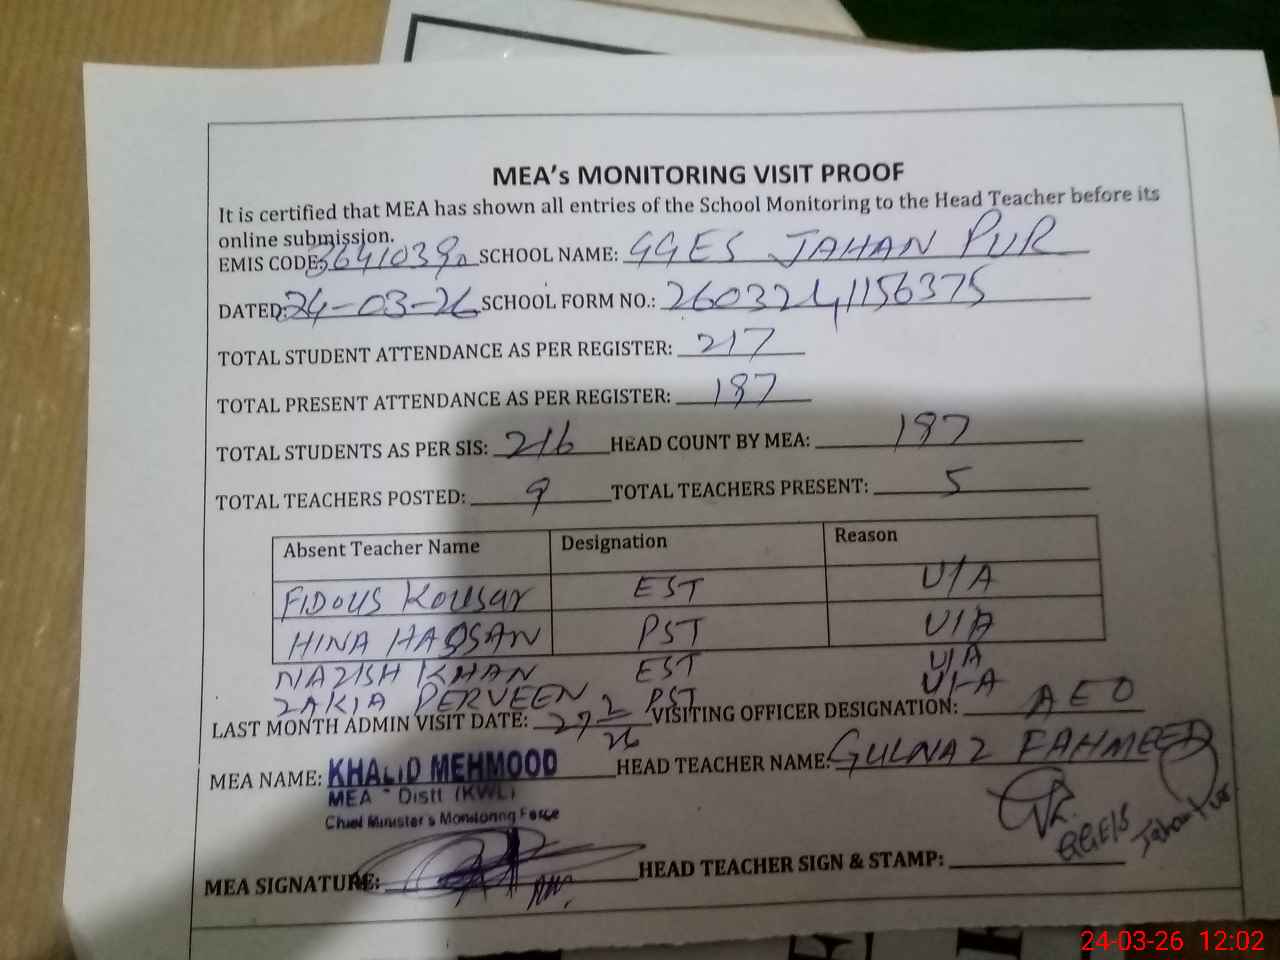 MEA's MONITORING VISIT PROOF
It is certified that MEA has shown all entries of the School Monitoring to the Head Teacher before its
online submission.
EMIS CODE: SCHOOL NAME: GGES JAHAN PUR
DATED: 24-03-26 SCHOOL FORM NO.: 2603241156375
TOTAL STUDENT ATTENDANCE AS PER REGISTER: 217
TOTAL PRESENT ATTENDANCE AS PER REGISTER: 187
TOTAL STUDENTS AS PER SIS: 216 HEAD COUNT BY MEA: 187
TOTAL TEACHERS POSTED: 9 TOTAL TEACHERS PRESENT: 5
Absent Teacher Name Designation Reason
FIDOUS KOUSAR EST U/A
HINA HASSAN PST U/A
NAZISH KHAN EST U/A
ZAKIA PERVEEN PST U/A
LAST MONTH ADMIN VISIT DATE: 27 2 26 VISITING OFFICER DESIGNATION: AEO
MEA NAME: KHALID MEHMOOD HEAD TEACHER NAME: GULNAZ FAHMEED
MEA - Distt (KWL)
Chief Minister's Monitoring Force
GGE/S Jahan Pur
MEA SIGNATURE: HEAD TEACHER SIGN & STAMP:
24-03-26 12:02